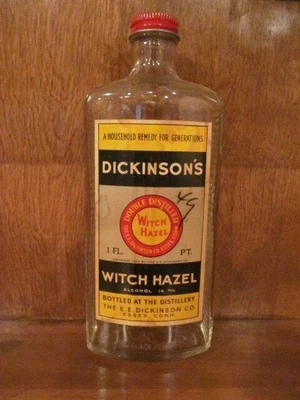 A HOUSEHOLD REMEDY FOR GENERATIONS
DICKINSON'S
49
DOUBLE DISTILLED
WITCH
HAZEL
1 FL. PT.
WITCH HAZEL
ALCOHOL 14 %
BOTTLED AT THE DISTILLERY
THE E. E. DICKINSON CO.
ESSEX, CONN.